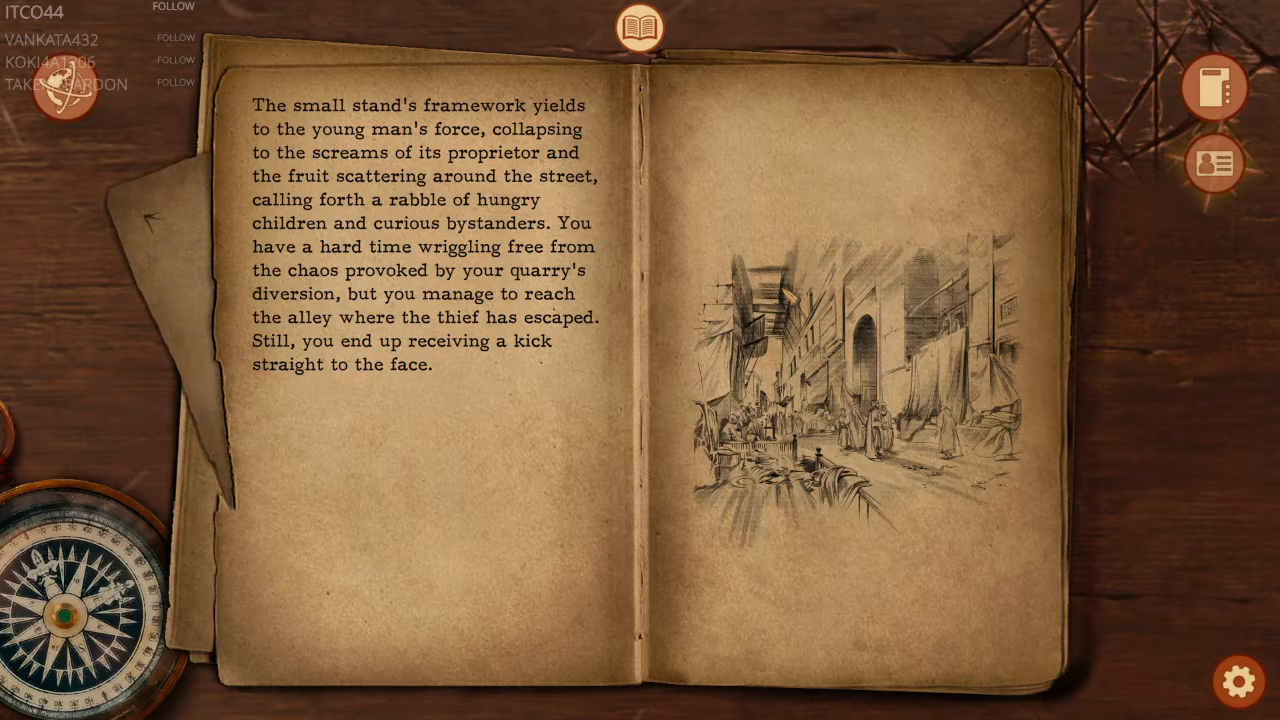 ITCO44 FOLLOW
VANKATA432 FOLLOW
KOKI4A1306 FOLLOW
FOLLOW
The small stand's framework yields
to the young man's force, collapsing
to the screams of its proprietor and
the fruit scattering around the street,
calling forth a rabble of hungry
children and curious bystanders. You
have a hard time wriggling free from
the chaos provoked by your quarry's
diversion, but you manage to reach
the alley where the thief has escaped.
Still, you end up receiving a kick
straight to the face.